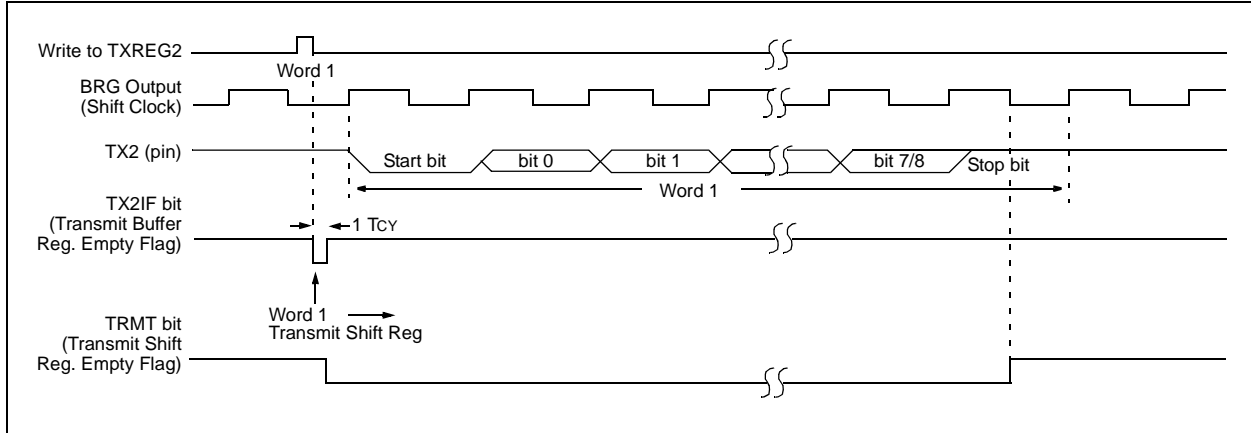 Write to TXREG2
Word 1
BRG Output
(Shift Clock)
TX2 (pin)
Start bit
bit 0
bit 1
bit 7/8
Stop bit
Word 1
TX2IF bit
(Transmit Buffer
Reg. Empty Flag)
1 TCY
Word 1
Transmit Shift Reg
TRMT bit
(Transmit Shift
Reg. Empty Flag)